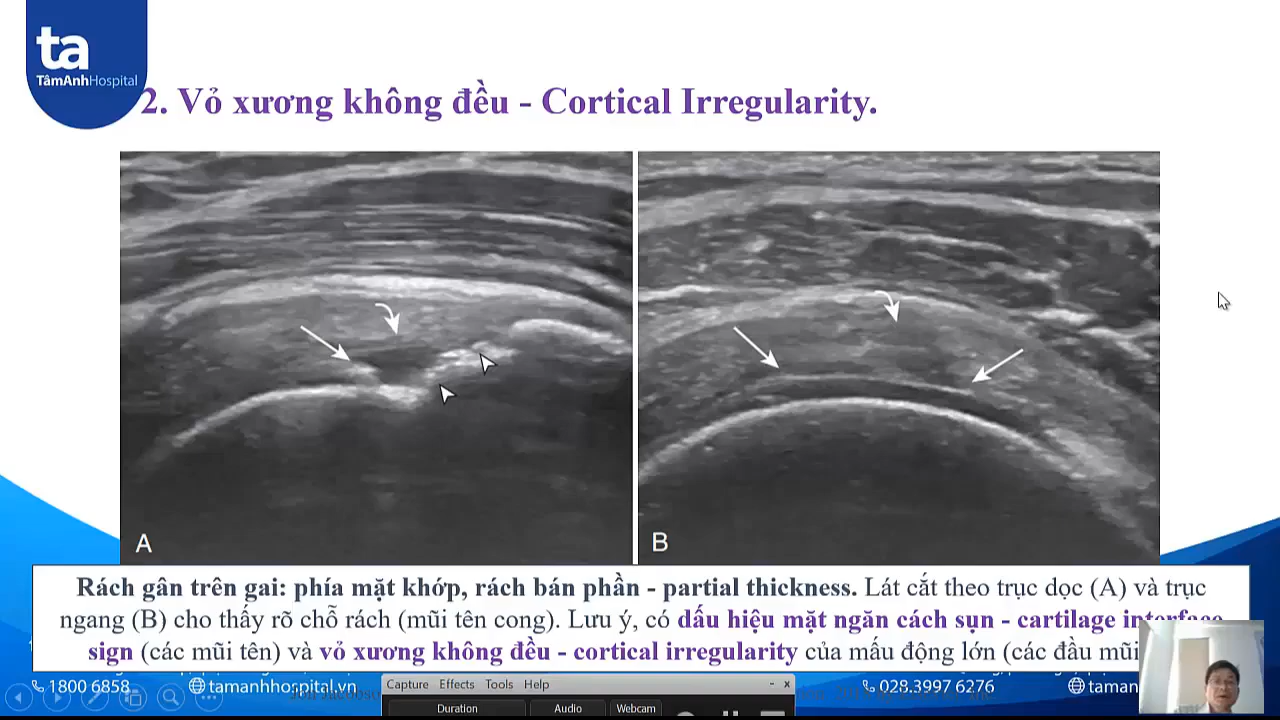 ta
TâmAnhHospital
2. Vỏ xương không đều - Cortical Irregularity.
A
B
Rách gân trên gai: phía mặt khớp, rách bán phần - partial thickness. Lát cắt theo trục dọc (A) và trục
ngang (B) cho thấy rõ chỗ rách (mũi tên cong). Lưu ý, có dấu hiệu mặt ngăn cách sụn - cartilage interface
sign (các mũi tên) và vỏ xương không đều - cortical irregularity của mấu động lớn (các đầu mũi
1800 6858
tamanhhospital.vn
028.3997 6276
taman
Capture Effects Tools Help
Duration Audio Webcam